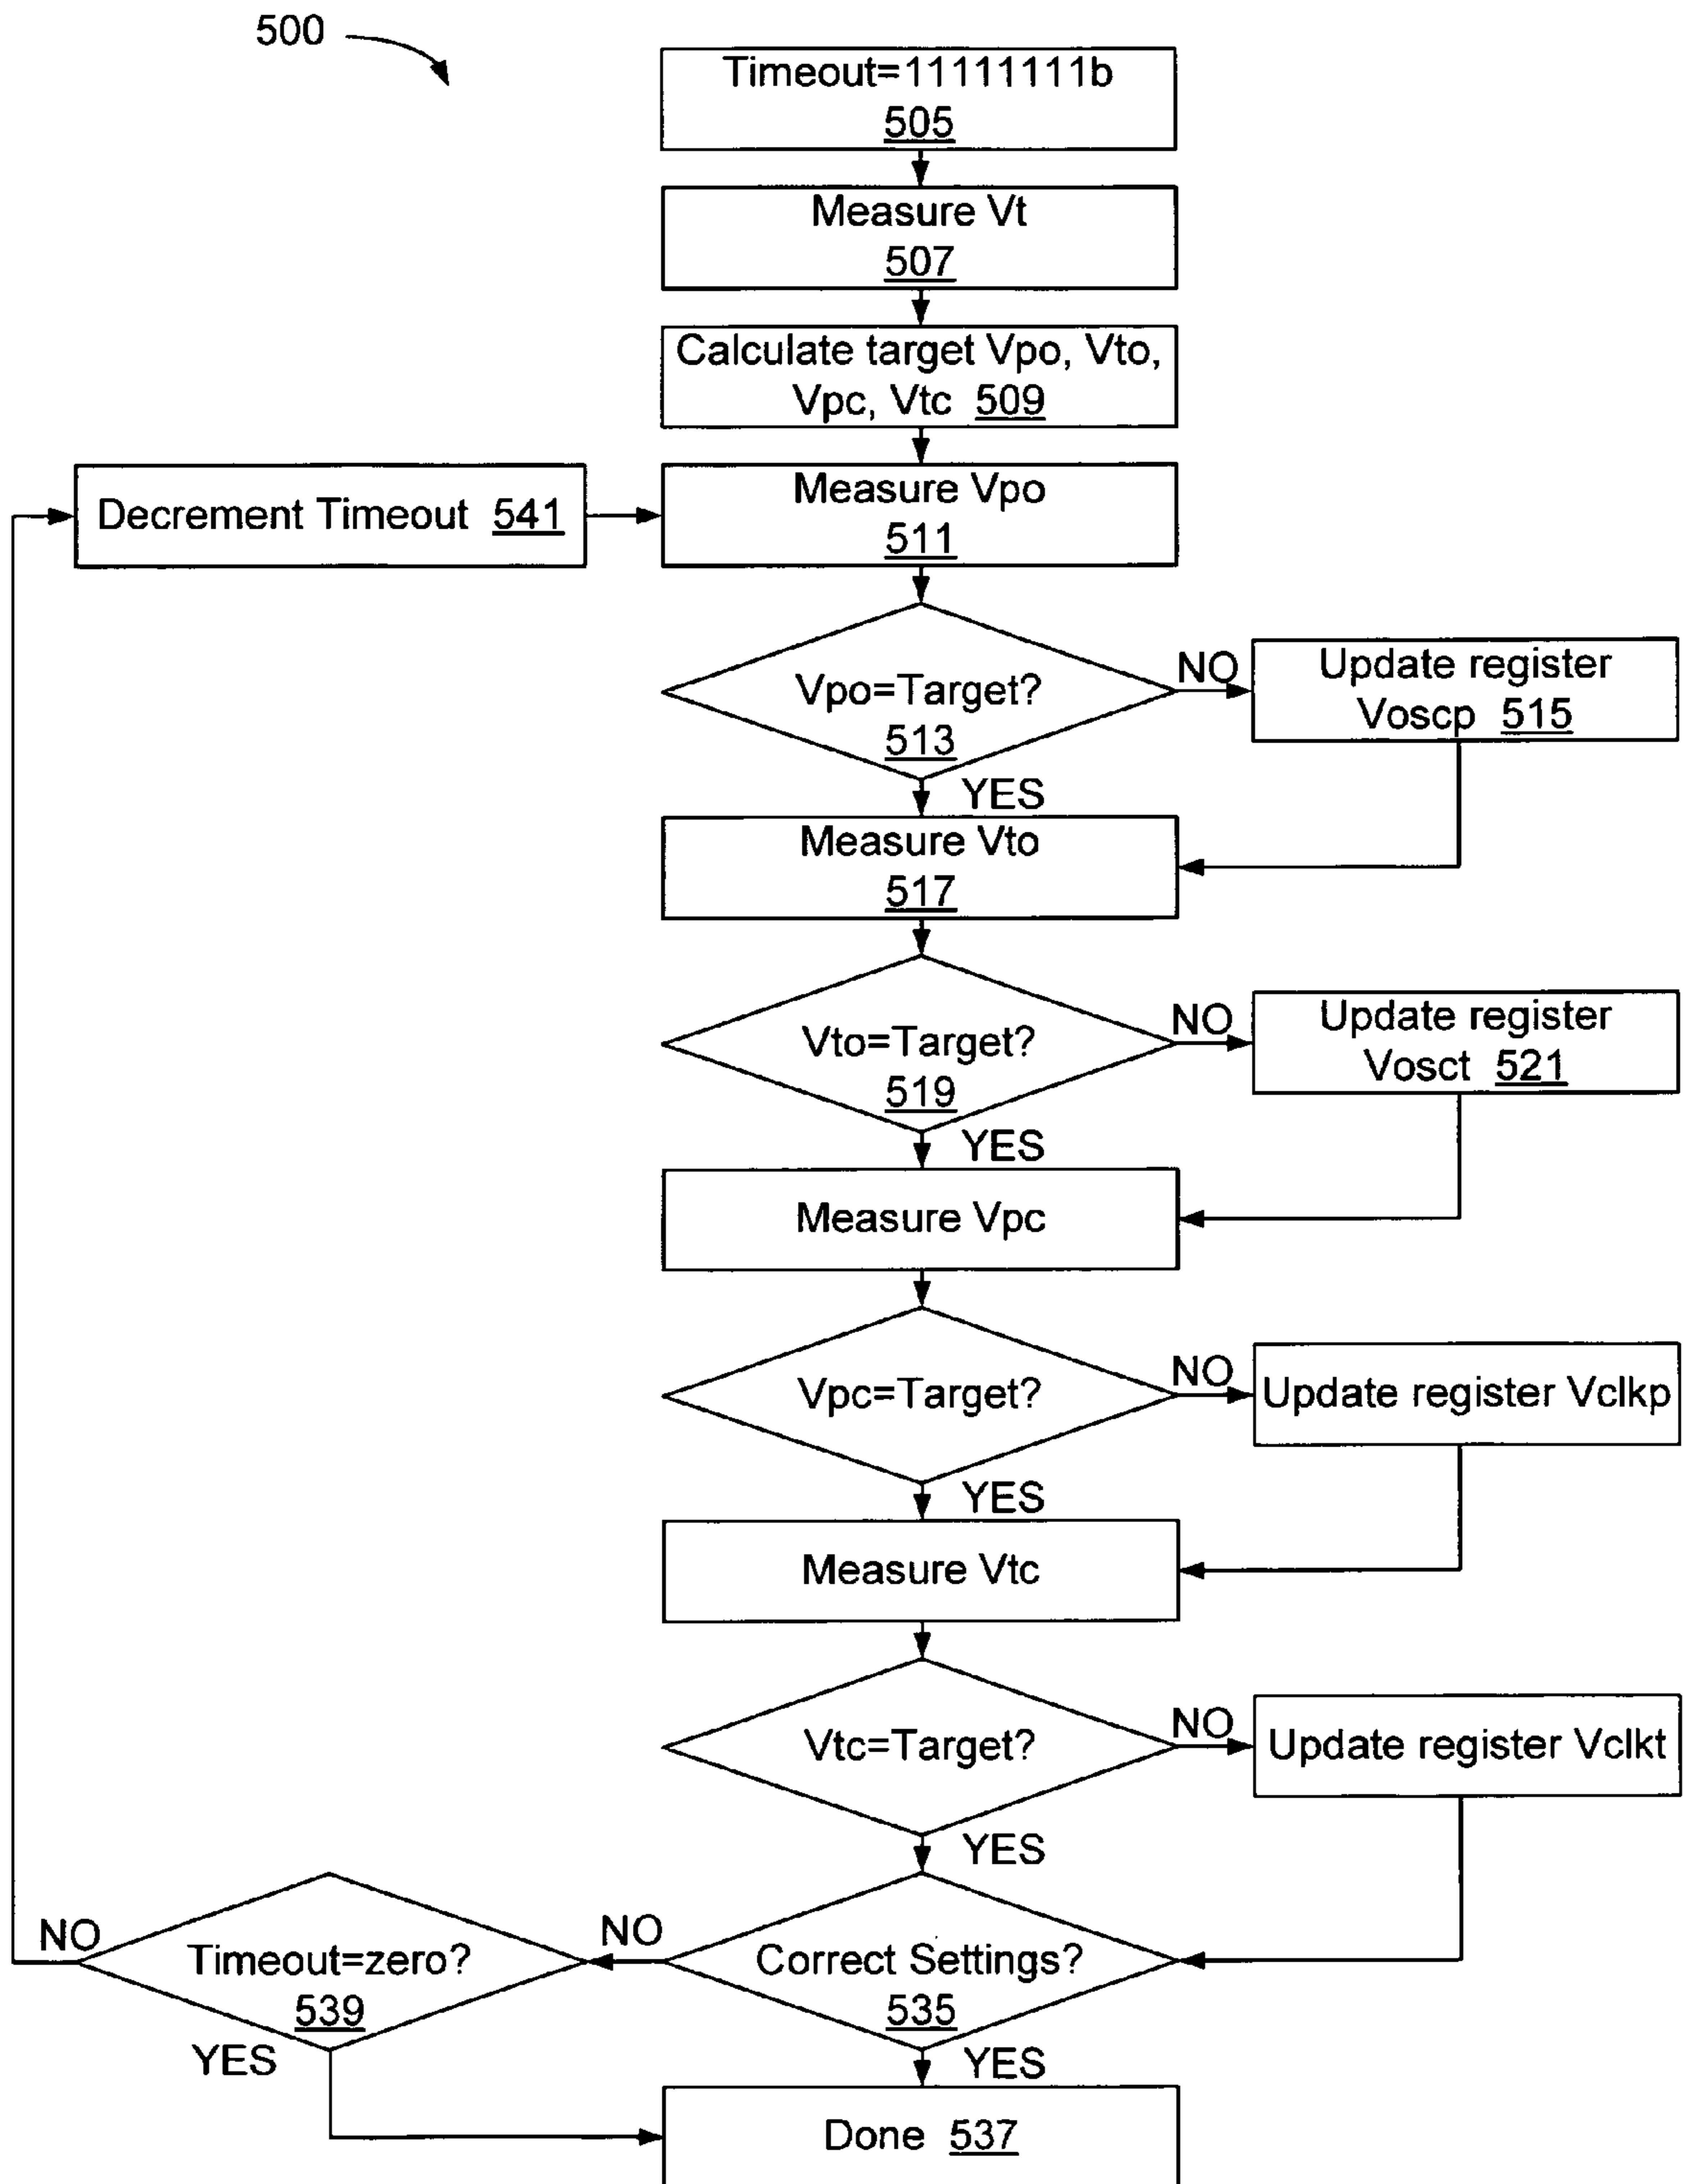 500
Timeout=11111111b
505
Measure Vt
507
Calculate target Vpo, Vto,
Vpc, Vtc 509
Decrement Timeout 541
Measure Vpo
511
Vpo=Target?
513
NO
Update register
Voscp 515
YES
Measure Vto
517
Vto=Target?
519
NO
Update register
Vosct 521
YES
Measure Vpc
Vpc=Target?
NO
Update register Vclkp
YES
Measure Vtc
Vtc=Target?
NO
Update register Vclkt
YES
Correct Settings?
535
NO
Timeout=zero?
539
NO
YES
YES
Done 537